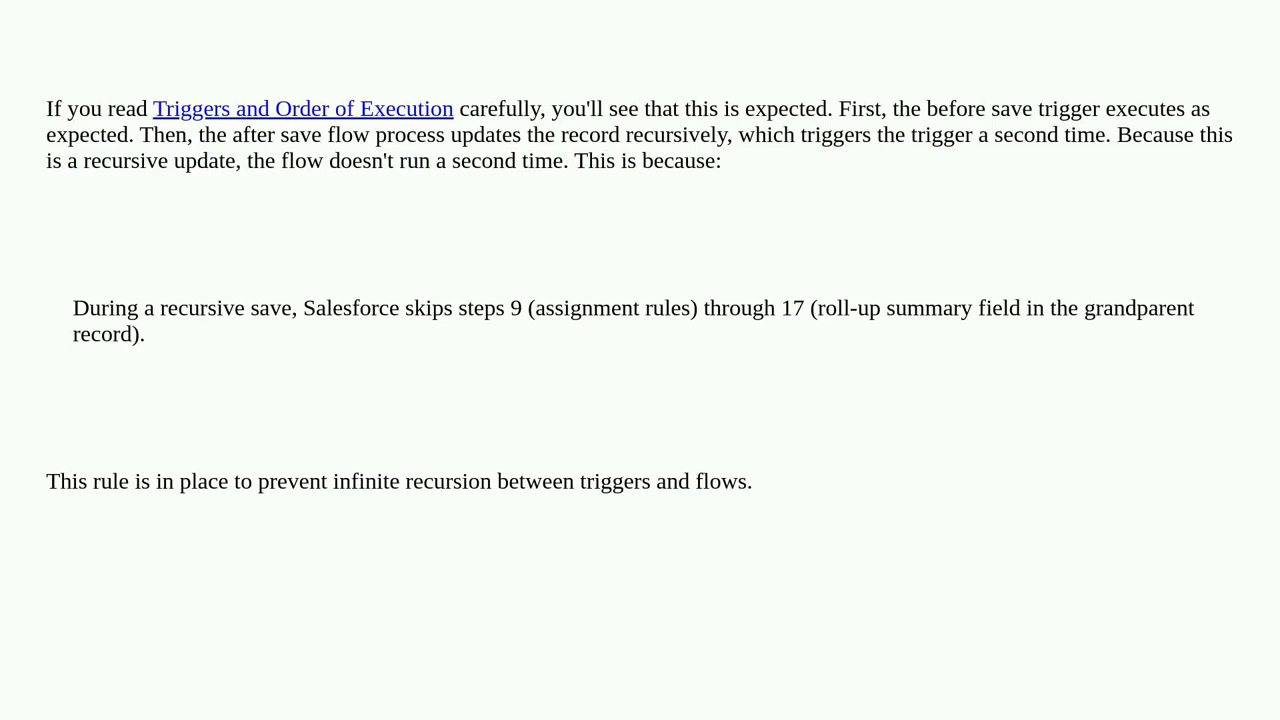 If you read Triggers and Order of Execution carefully, you'll see that this is expected. First, the before save trigger executes as
expected. Then, the after save flow process updates the record recursively, which triggers the trigger a second time. Because this
is a recursive update, the flow doesn't run a second time. This is because:
During a recursive save, Salesforce skips steps 9 (assignment rules) through 17 (roll-up summary field in the grandparent
record).
This rule is in place to prevent infinite recursion between triggers and flows.